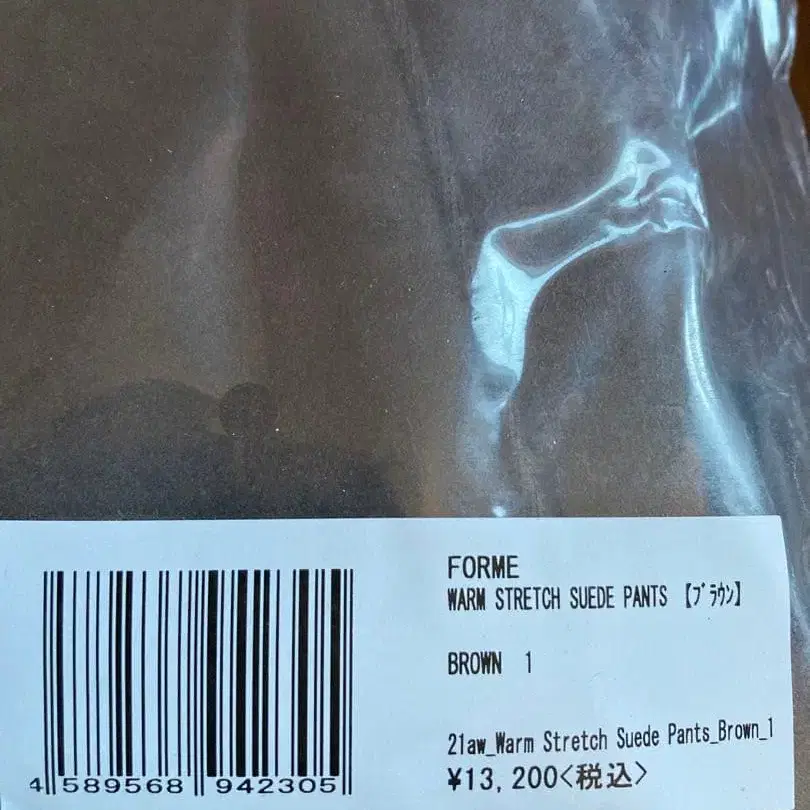 FORME
WARM STRETCH SUEDE PANTS 【ﾌﾞﾗｳﾝ】
BROWN 1
21aw_Warm Stretch Suede Pants_Brown_1
¥13,200<税込>
4 589568 942305